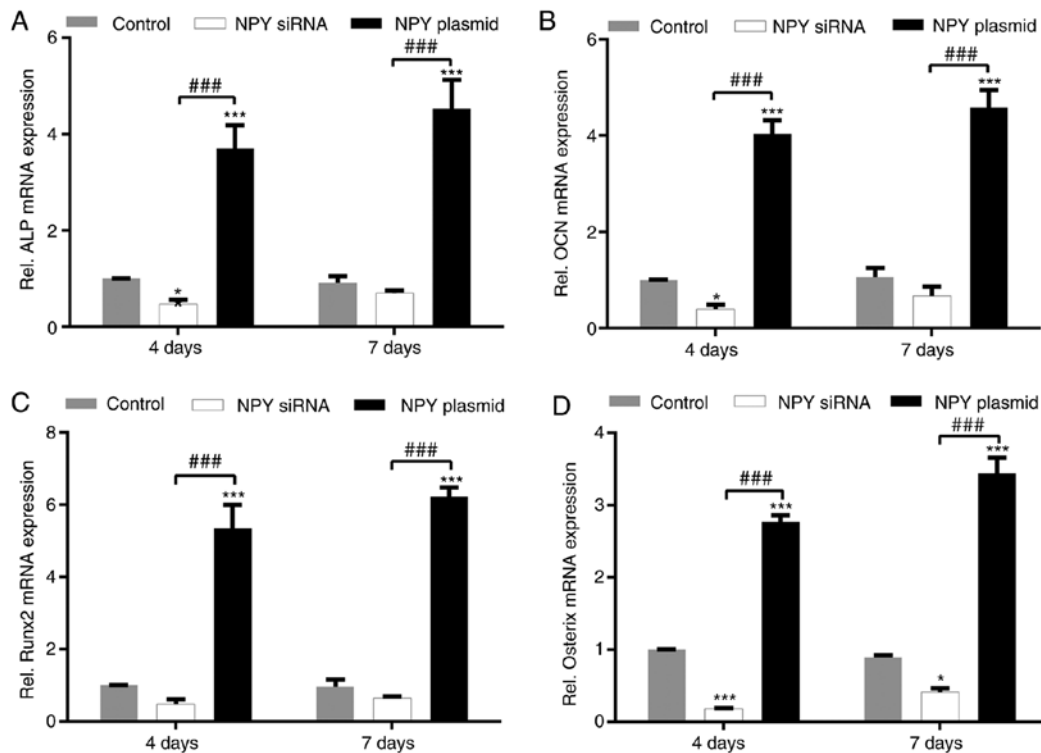 A
Control NPY siRNA NPY plasmid
Rel. ALP mRNA expression
6
4
2
0
###
***
*
###
***
4 days 7 days
B
Control NPY siRNA NPY plasmid
Rel. OCN mRNA expression
6
4
2
0
###
***
*
###
***
4 days 7 days
C
Control NPY siRNA NPY plasmid
Rel. Runx2 mRNA expression
8
6
4
2
0
###
***
###
***
4 days 7 days
D
Control NPY siRNA NPY plasmid
Rel. Osterix mRNA expression
4
3
2
1
0
###
***
***
###
***
*
4 days 7 days